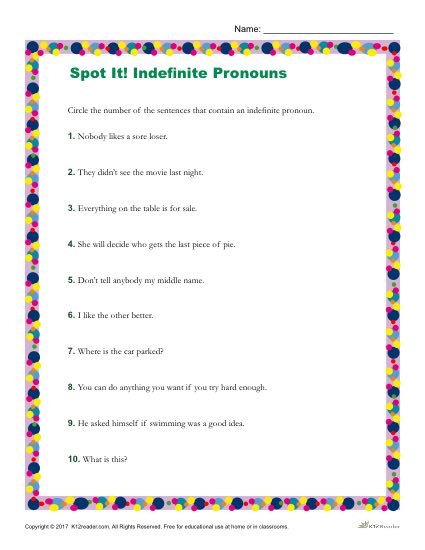 Name: ___________________________
Spot It! Indefinite Pronouns
Circle the number of the sentences that contain an indefinite pronoun.
1. Nobody likes a sore loser.
2. They didn't see the movie last night.
3. Everything on the table is for sale.
4. She will decide who gets the last piece of pie.
5. Don't tell anybody my middle name.
6. I like the other better.
7. Where is the car parked?
8. You can do anything you want if you try hard enough.
9. He asked himself if swimming was a good idea.
10. What is this?
Copyright © 2017 K12reader.com. All Rights Reserved. Free for educational use at home or in classrooms.
K12Reader